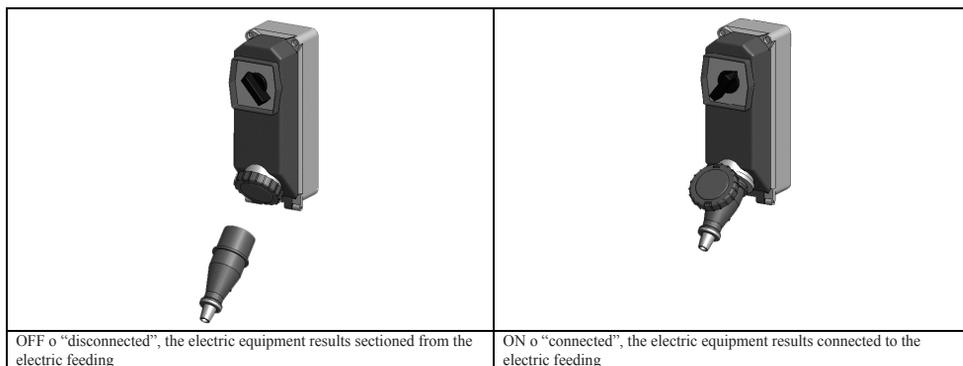 OFF o “disconnected”, the electric equipment results sectioned from the
electric feeding
ON o “connected”, the electric equipment results connected to the
electric feeding